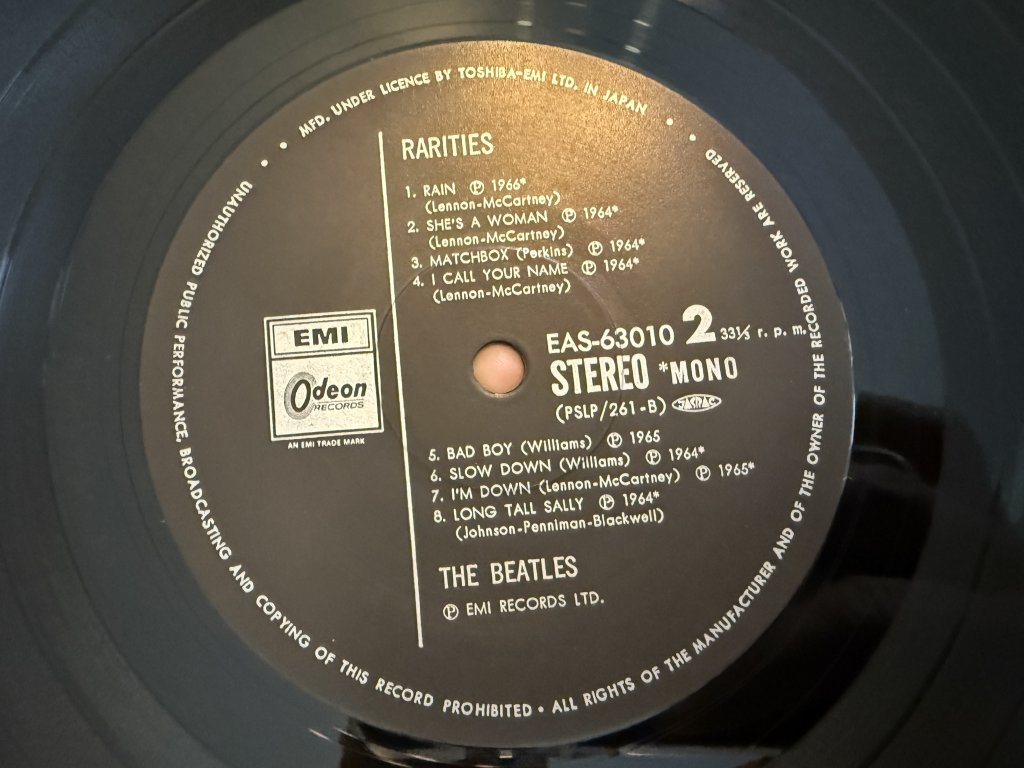 MFD. UNDER LICENCE BY TOSHIBA-EMI LTD. IN JAPAN
RARITIES
1. RAIN ℗ 1966*
(Lennon-McCartney)
2. SHE'S A WOMAN ℗ 1964*
(Lennon-McCartney)
3. MATCHBOX (Perkins) ℗ 1964*
4. I CALL YOUR NAME ℗ 1964*
(Lennon-McCartney)
EMI
Odeon
RECORDS
AN EMI TRADE MARK
EAS-63010 2 33⅓ r. p. m.
STEREO *MONO
(PSLP/261-B) JASRAC
5. BAD BOY (Williams) ℗ 1965
6. SLOW DOWN (Williams) ℗ 1964*
7. I'M DOWN (Lennon-McCartney) ℗ 1965*
8. LONG TALL SALLY ℗ 1964*
(Johnson-Penniman-Blackwell)
THE BEATLES
℗ EMI RECORDS LTD.
UNAUTHORIZED PUBLIC PERFORMANCE, BROADCASTING AND COPYING OF THIS RECORD PROHIBITED • ALL RIGHTS OF THE MANUFACTURER AND OF THE OWNER OF THE RECORDED WORK ARE RESERVED